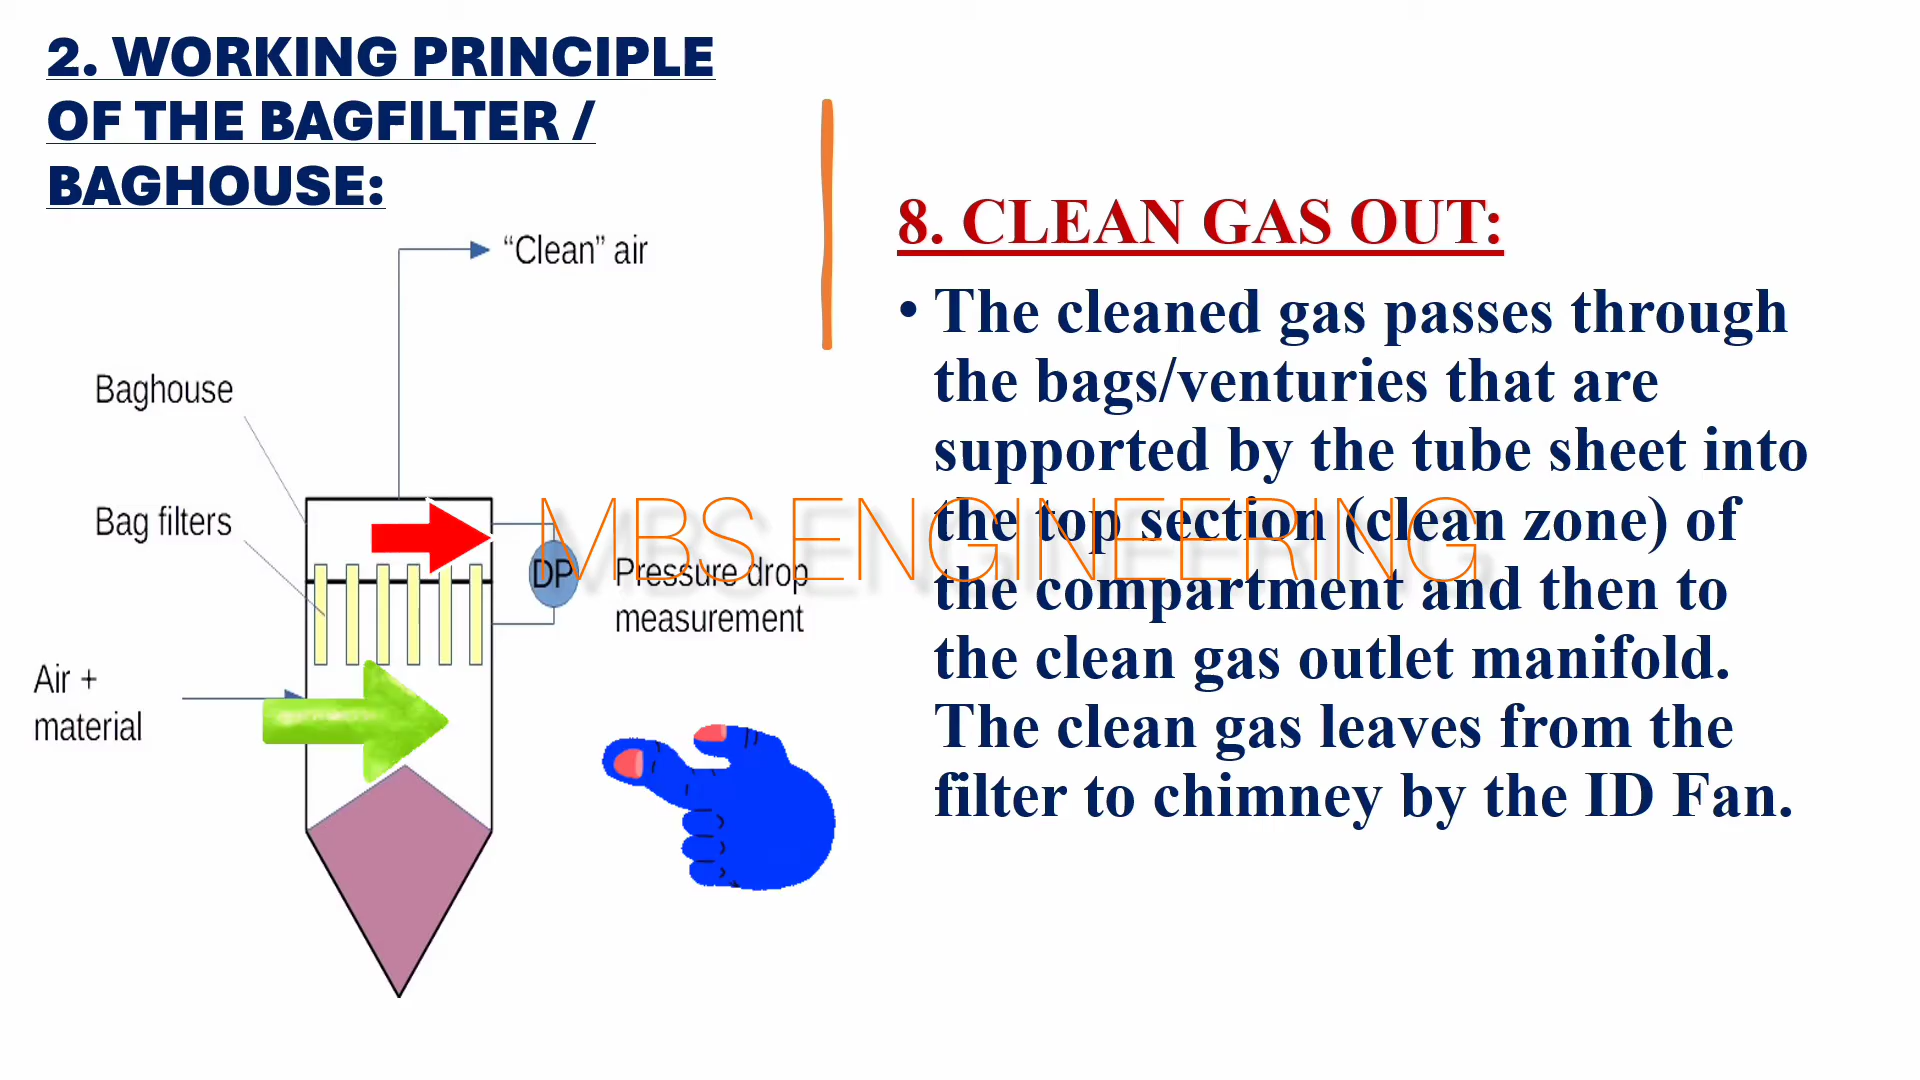 2. WORKING PRINCIPLE
OF THE BAGFILTER /
BAGHOUSE:
“Clean” air
Baghouse
Bag filters
DP
Pressure drop
measurement
Air +
material
8. CLEAN GAS OUT:
• The cleaned gas passes through
the bags/venturies that are
supported by the tube sheet into
the top section (clean zone) of
the compartment and then to
the clean gas outlet manifold.
The clean gas leaves from the
filter to chimney by the ID Fan.
MBS ENGINEERING